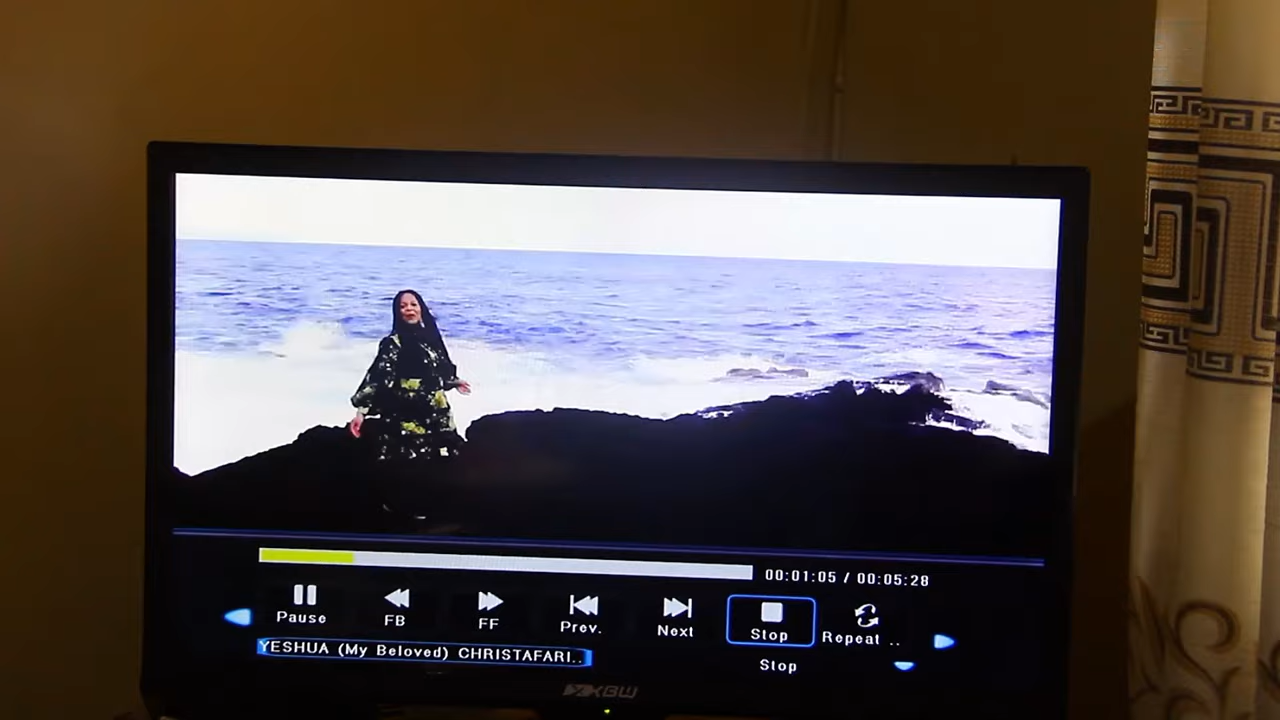 00:01:05 / 00:05:28
Pause
FB
FF
Prev.
Next
Stop
Repeat ..
YESHUA (My Beloved) CHRISTAFARI..
Stop